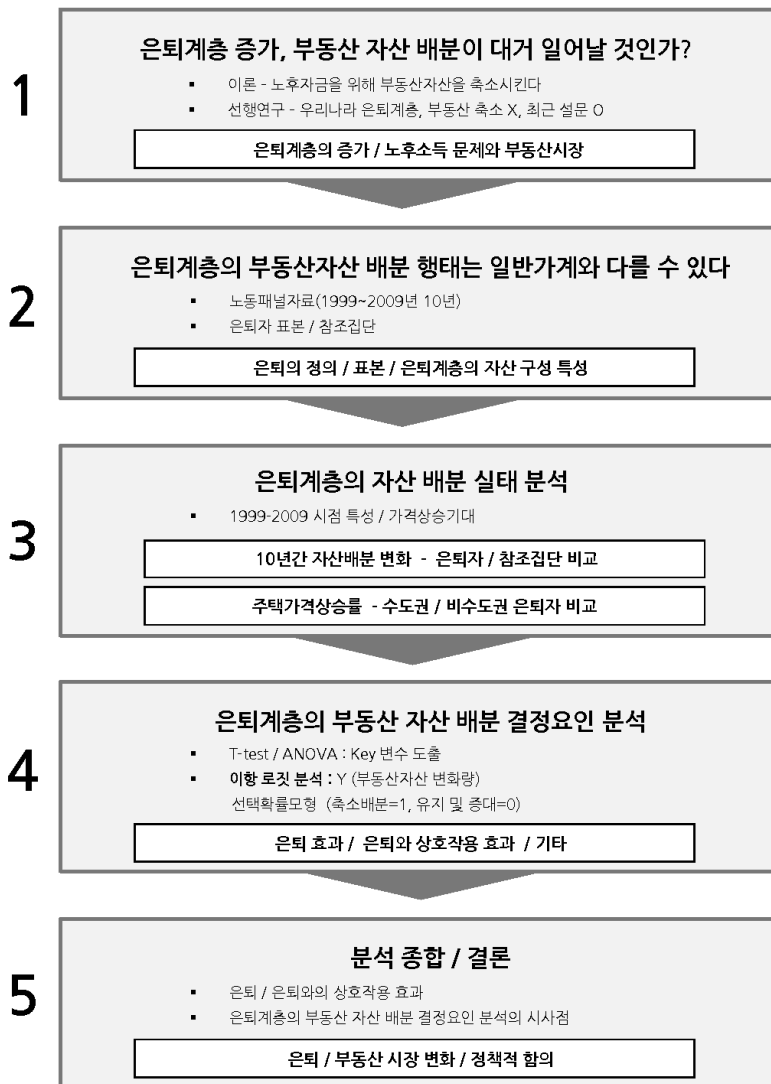 1
은퇴계층 증가, 부동산 자산 배분이 대거 일어날 것인가?
▪ 이론 - 노후자금을 위해 부동산자산을 축소시킨다
▪ 선행연구 - 우리나라 은퇴계층, 부동산 축소 X, 최근 설문 O
은퇴계층의 증가 / 노후소득 문제와 부동산시장
2
은퇴계층의 부동산자산 배분 행태는 일반가계와 다를 수 있다
▪ 노동패널자료(1999~2009년 10년)
▪ 은퇴자 표본 / 참조집단
은퇴의 정의 / 표본 / 은퇴계층의 자산 구성 특성
3
은퇴계층의 자산 배분 실태 분석
▪ 1999-2009 시점 특성 / 가격상승기대
10년간 자산배분 변화 - 은퇴자 / 참조집단 비교
주택가격상승률 - 수도권 / 비수도권 은퇴자 비교
4
은퇴계층의 부동산 자산 배분 결정요인 분석
▪ T-test / ANOVA : Key 변수 도출
▪ 이항 로짓 분석 : Y (부동산자산 변화량)
선택확률모형 (축소배분=1, 유지 및 증대=0)
은퇴 효과 / 은퇴와 상호작용 효과 / 기타
5
분석 종합 / 결론
▪ 은퇴 / 은퇴와의 상호작용 효과
▪ 은퇴계층의 부동산 자산 배분 결정요인 분석의 시사점
은퇴 / 부동산 시장 변화 / 정책적 함의